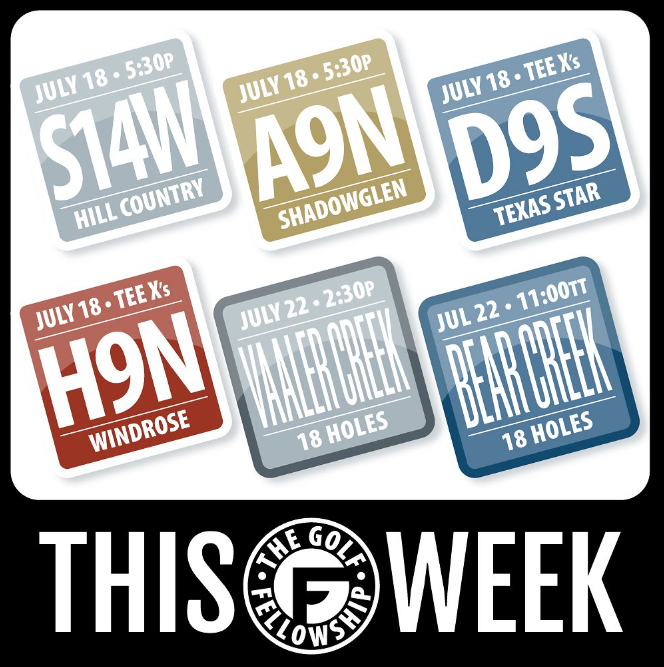 JULY 18 • 5:30P
S14W
HILL COUNTRY
JULY 18 • 5:30P
A9N
SHADOWGLEN
JULY 18 • TEE X's
D9S
TEXAS STAR
JULY 18 • TEE X's
H9N
WINDROSE
JULY 22 • 2:30P
VAALER CREEK
18 HOLES
JUL 22 • 11:00TT
BEAR CREEK
18 HOLES
THIS WEEK
• THE GOLF •
FELLOWSHIP